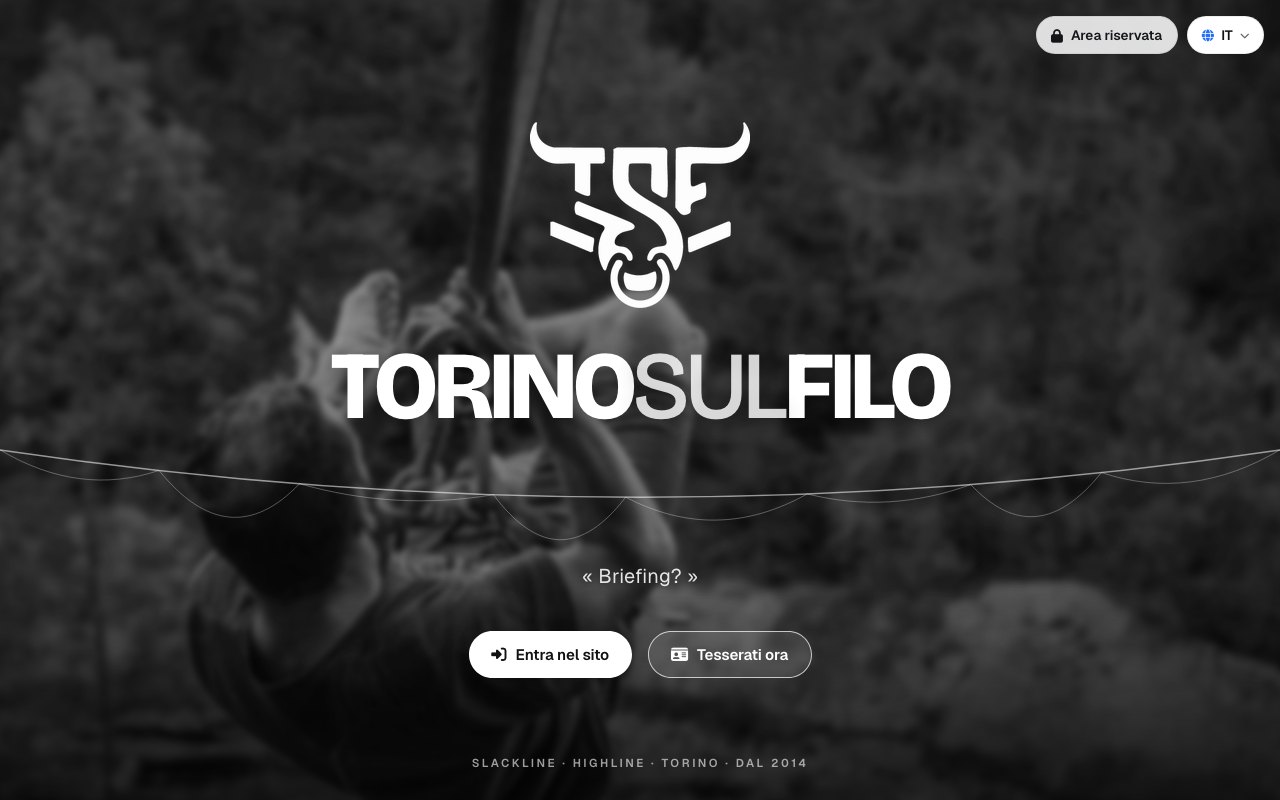 Area riservata
IT
TSF
TORINOSULFILO
« Briefing? »
Entra nel sito
Tesserati ora
SLACKLINE · HIGHLINE · TORINO · DAL 2014